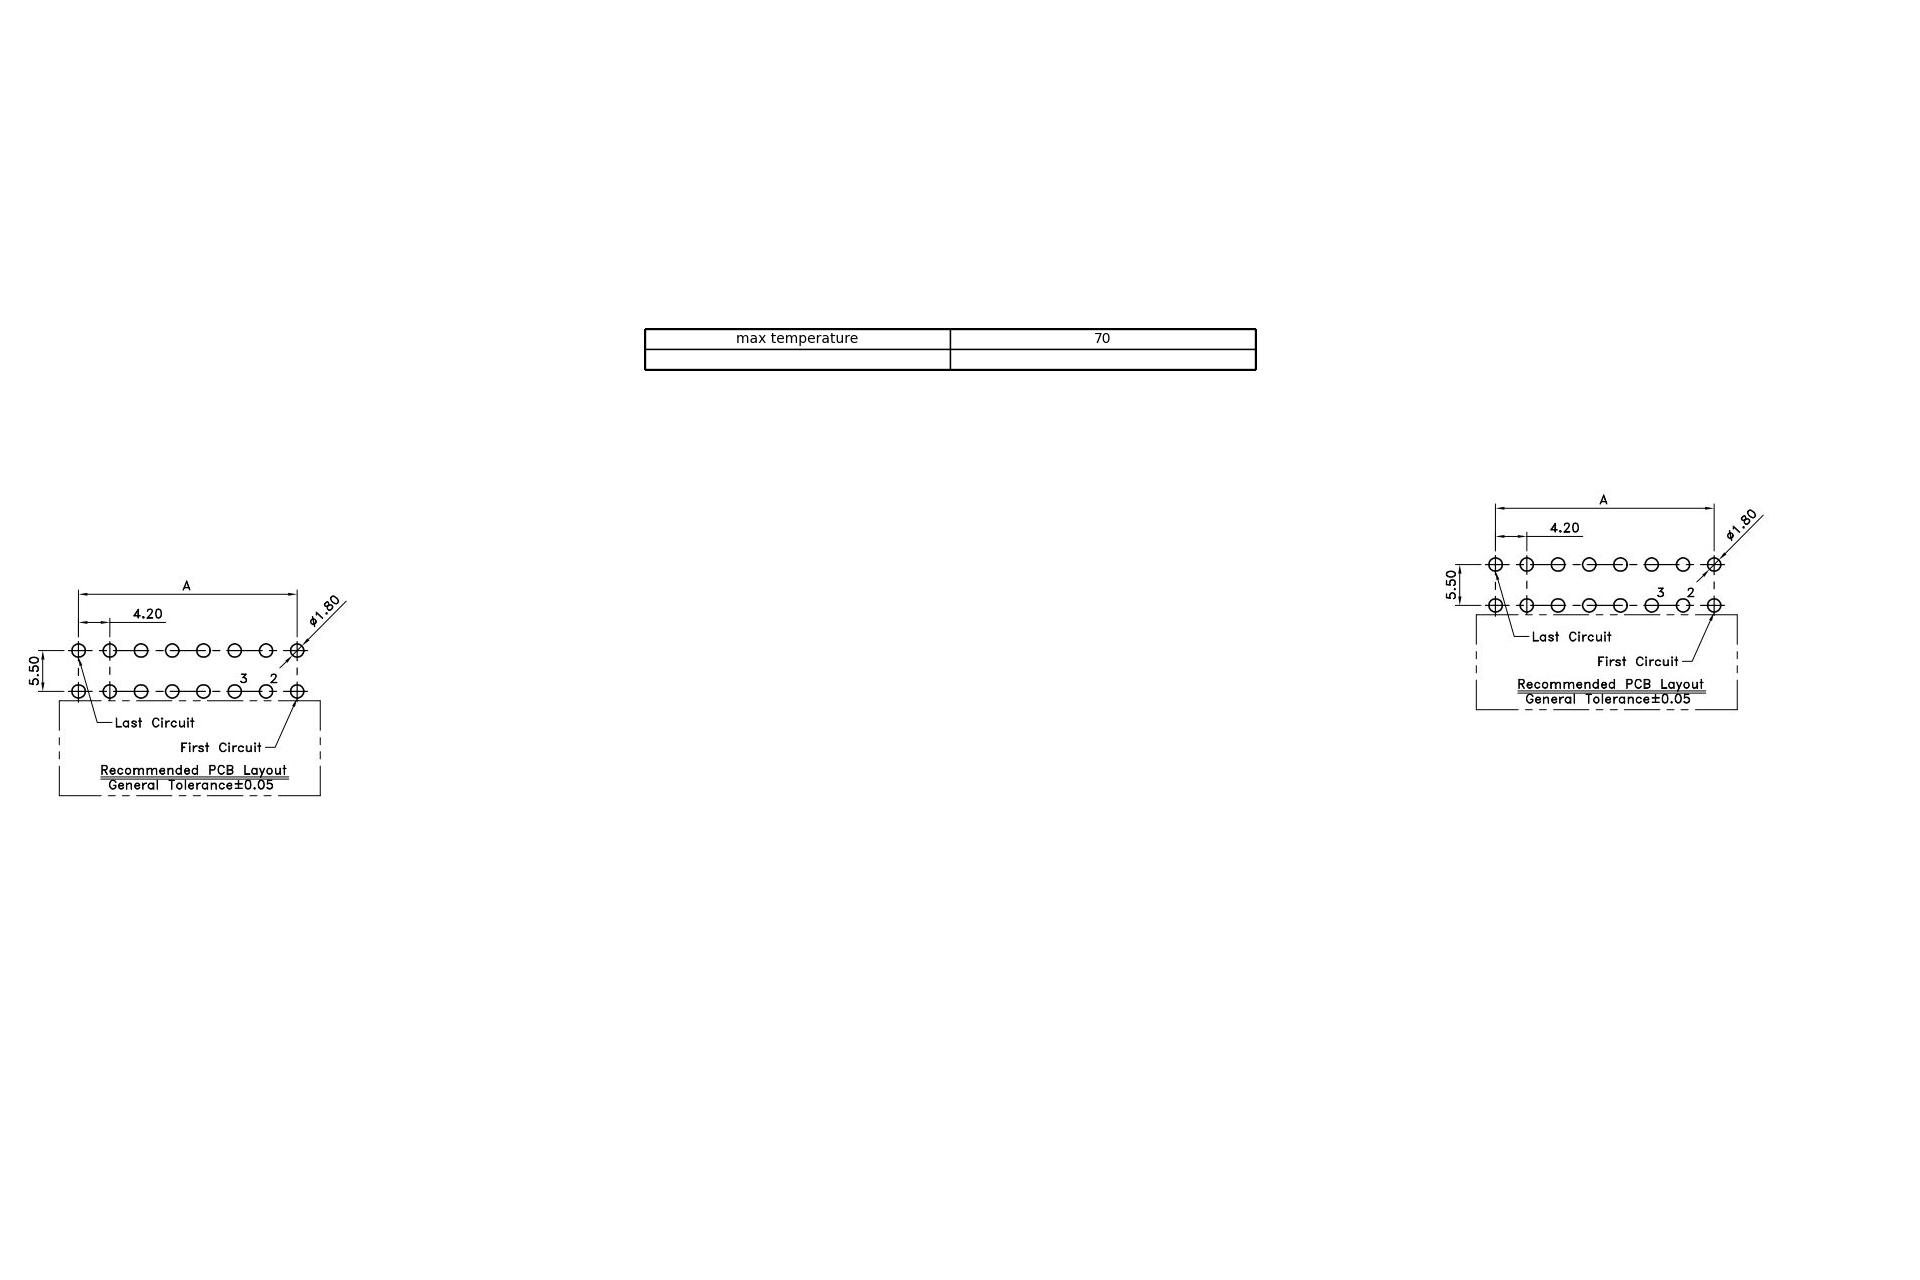 max temperature 70
A
4.20
ø1.80
5.50
3 2
Last Circuit
First Circuit
Recommended PCB Layout
General Tolerance±0.05
A
4.20
ø1.80
5.50
3 2
Last Circuit
First Circuit
Recommended PCB Layout
General Tolerance±0.05